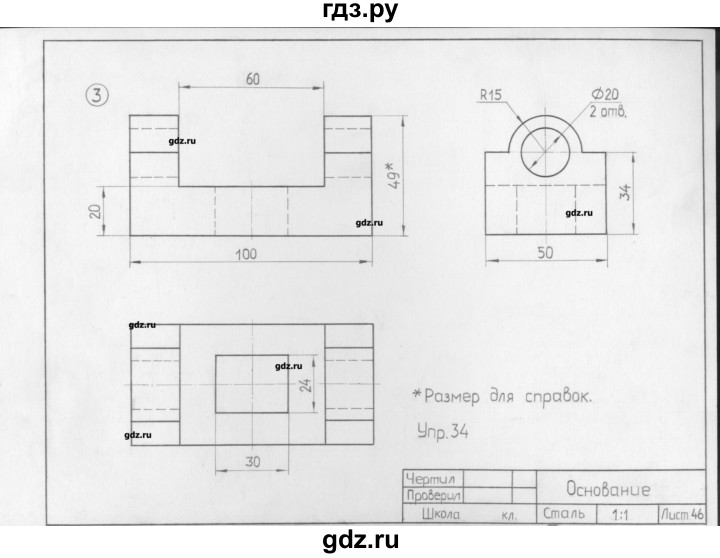 гдз.ру
3
60
gdz.ru
49*
20
gdz.ru
100
R15
Ф20
2 отв.
gdz.ru
34
50
gdz.ru
gdz.ru
24
gdz.ru
30
*Размер для справок.
Упр.34
Чертил
Проверил
Основание
Школа кл. Сталь 1:1 Лист 46
gdz.ru